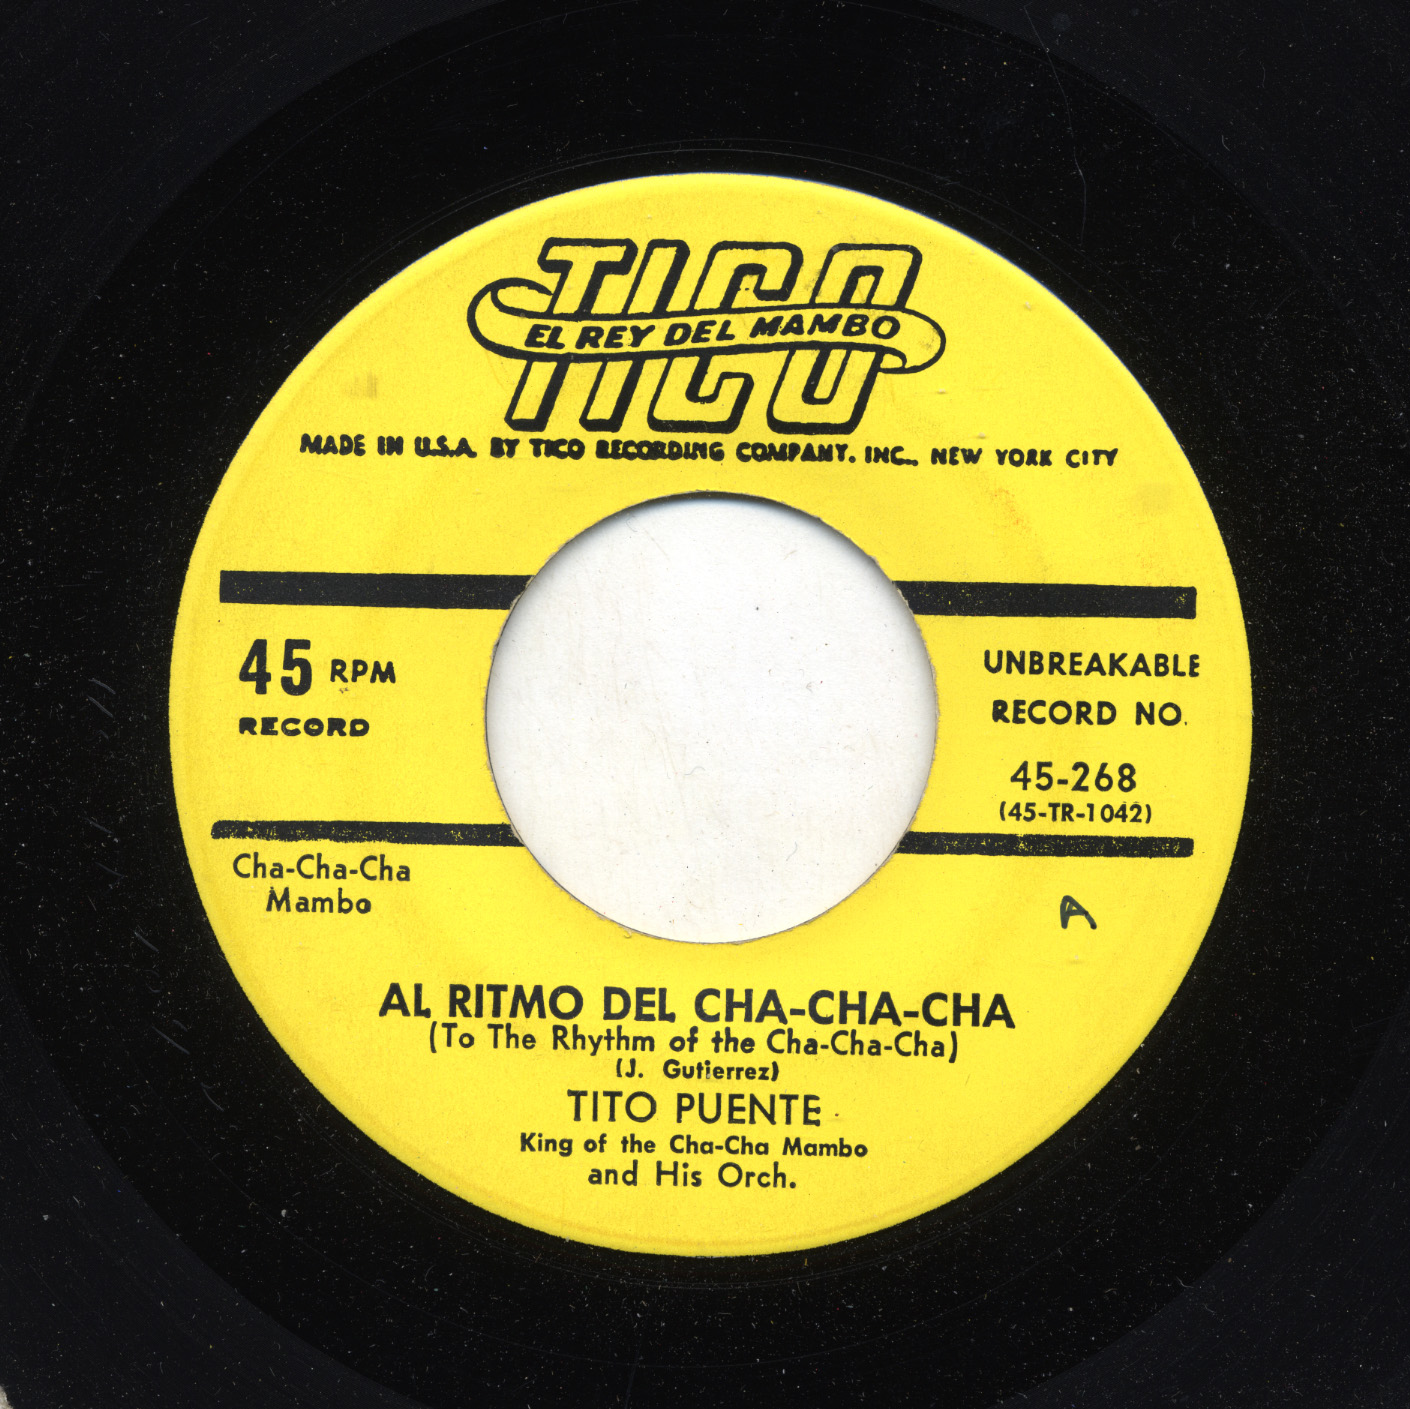 TICO
EL REY DEL MAMBO
MADE IN U.S.A. BY TICO RECORDING COMPANY, INC., NEW YORK CITY
45 RPM
RECORD
UNBREAKABLE
RECORD NO.
45-268
(45-TR-1042)
Cha-Cha-Cha
Mambo
A
AL RITMO DEL CHA-CHA-CHA
(To The Rhythm of the Cha-Cha-Cha)
(J. Gutierrez)
TITO PUENTE
King of the Cha-Cha Mambo
and His Orch.